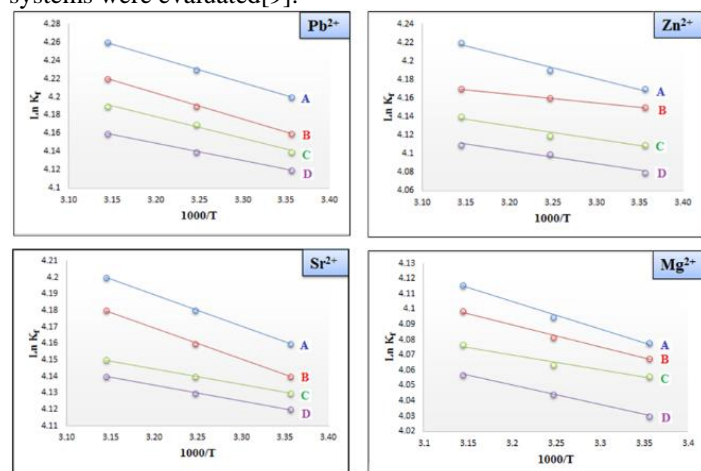 systems were evaluated[9].
Pb²⁺
4.28
4.26
4.24
4.22
4.2
4.18
4.16
4.14
4.12
4.1
Ln Kf
A
B
C
D
3.10 3.15 3.20 3.25 3.30 3.35 3.40
1000/T
Zn²⁺
4.24
4.22
4.2
4.18
4.16
4.14
4.12
4.10
4.08
4.06
Ln Kf
A
B
C
D
3.10 3.15 3.20 3.25 3.30 3.35 3.40
1000/T
Sr²⁺
4.21
4.2
4.19
4.18
4.17
4.16
4.15
4.14
4.13
4.12
4.11
Ln Kf
A
B
C
D
3.10 3.15 3.20 3.25 3.30 3.35 3.40
1000/T
Mg²⁺
4.13
4.12
4.11
4.1
4.09
4.08
4.07
4.06
4.05
4.04
4.03
4.02
Ln Kf
A
B
C
D
3.1 3.15 3.2 3.25 3.3 3.35 3.4
1000/T